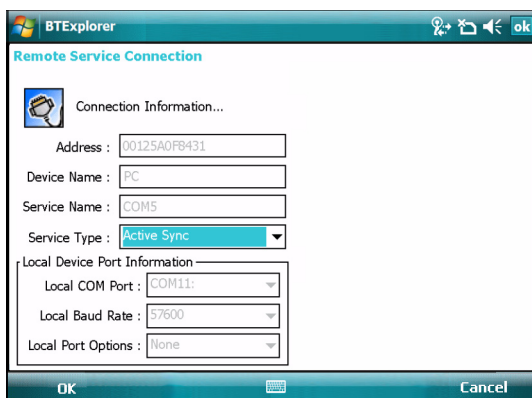 BTExplorer ok
Remote Service Connection
Connection Information...
Address : 00125A0FB431
Device Name : PC
Service Name : COM5
Service Type : Active Sync
Local Device Port Information
Local COM Port : COM11:
Local Baud Rate : 57600
Local Port Options : None
OK Cancel